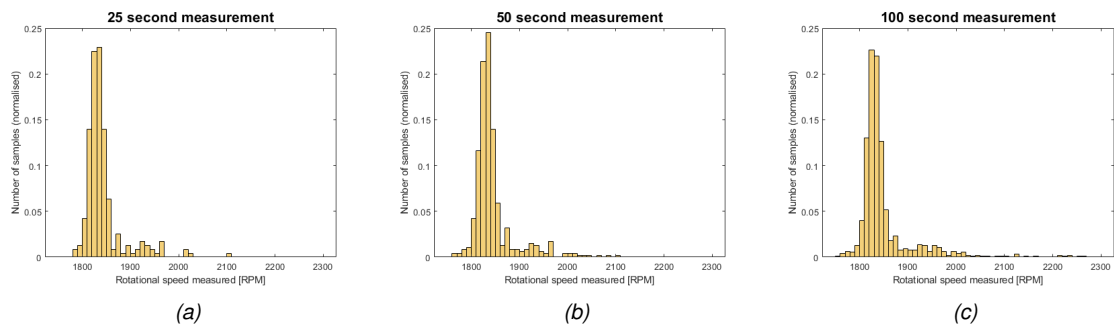 25 second measurement
0.25
0.2
0.15
0.1
0.05
0
Number of samples (normalised)
1800 1900 2000 2100 2200 2300
Rotational speed measured [RPM]
(a)
50 second measurement
0.25
0.2
0.15
0.1
0.05
0
Number of samples (normalised)
1800 1900 2000 2100 2200 2300
Rotational speed measured [RPM]
(b)
100 second measurement
0.25
0.2
0.15
0.1
0.05
0
Number of samples (normalised)
1800 1900 2000 2100 2200 2300
Rotational speed measured [RPM]
(c)